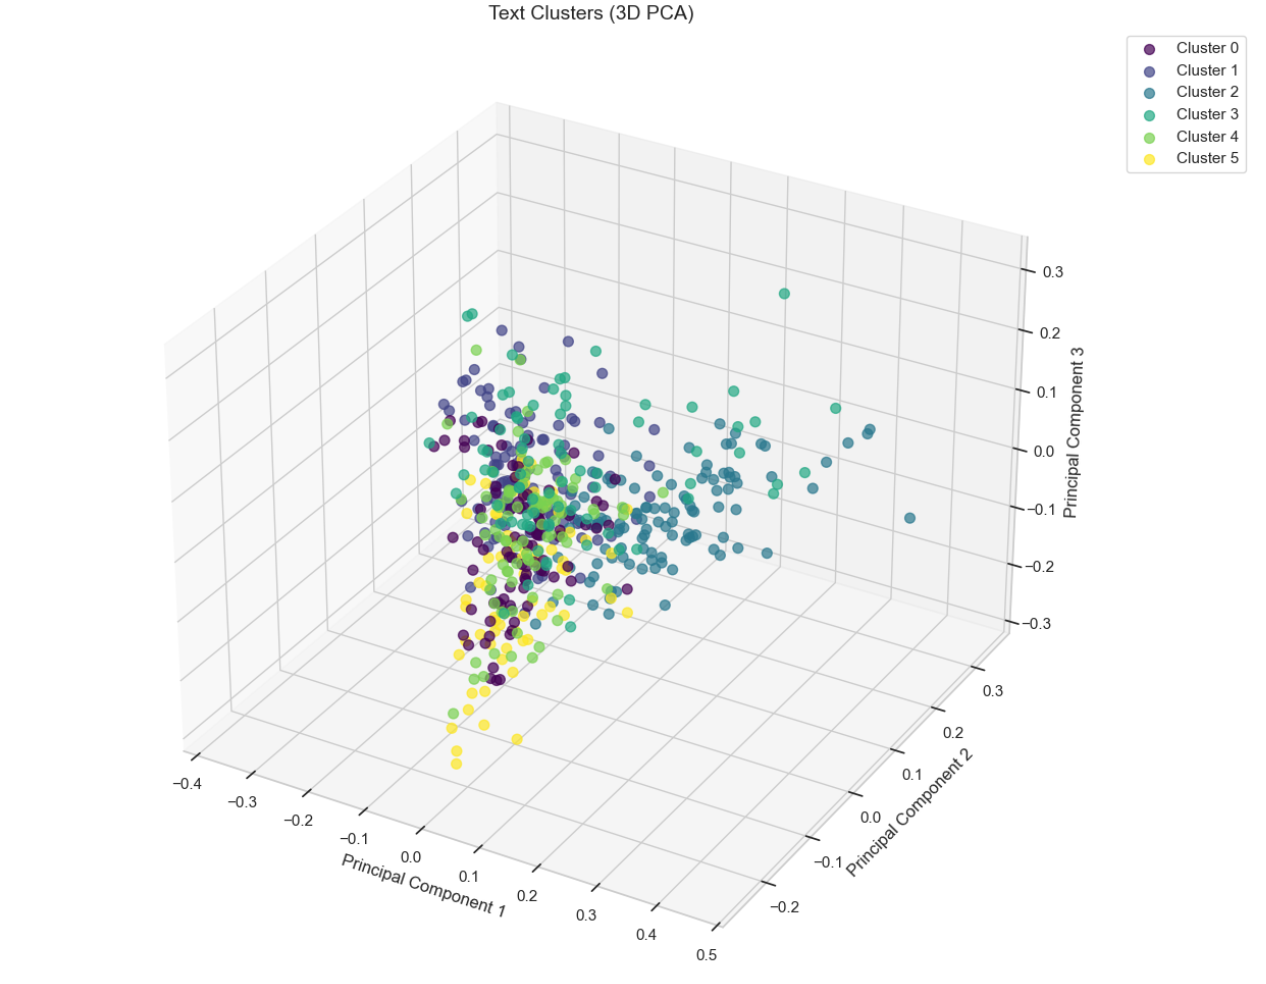 Text Clusters (3D PCA)
Cluster 0
Cluster 1
Cluster 2
Cluster 3
Cluster 4
Cluster 5
0.3
0.2
0.1
0.0
−0.1
−0.2
−0.3
Principal Component 3
−0.4
−0.3
−0.2
−0.1
0.0
0.1
0.2
0.3
0.4
0.5
Principal Component 1
0.3
0.2
0.1
0.0
−0.1
−0.2
Principal Component 2